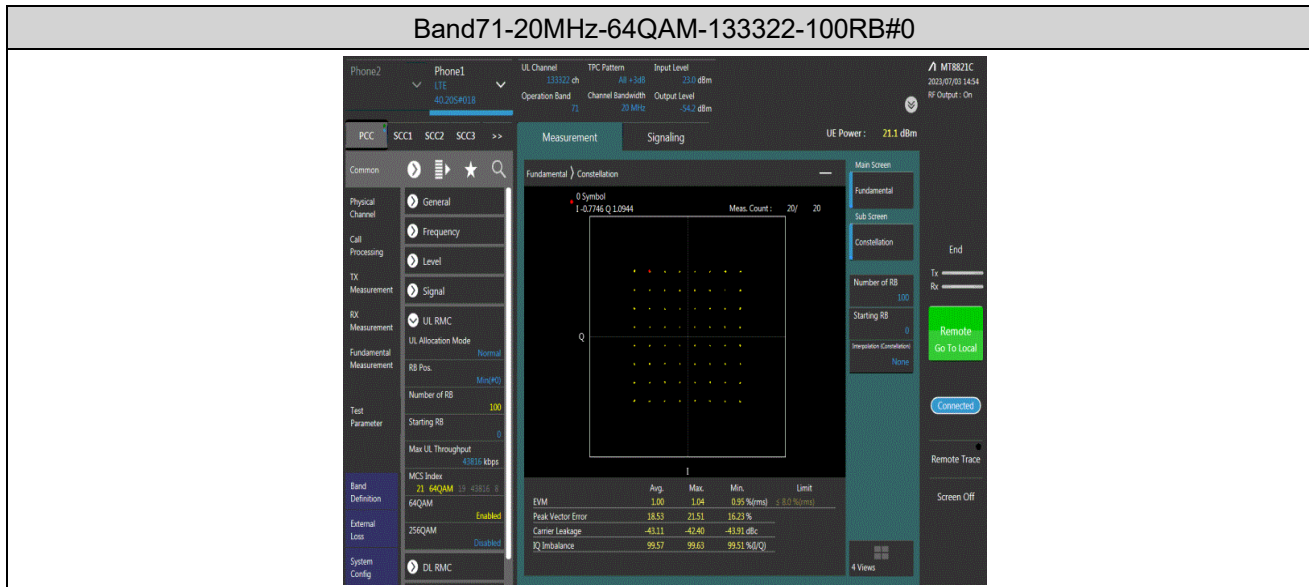 Band71-20MHz-64QAM-133322-100RB#0
Phone2
Phone1
LTE
40.20S#018
UL Channel
133322 ch
TPC Pattern
All +3dB
Input Level
23.0 dBm
Operation Band
71
Channel Bandwidth
20 MHz
Output Level
-54.2 dBm
MT8821C
2023/07/03 14:54
RF Output : On
PCC SCC1 SCC2 SCC3 >>
Measurement
Signaling
UE Power : 21.1 dBm
Common
Physical
Channel
Call
Processing
TX
Measurement
RX
Measurement
Fundamental
Measurement
Test
Parameter
Band
Definition
External
Loss
System
Config
General
Frequency
Level
Signal
UL RMC
UL Allocation Mode
Normal
RB Pos.
Min(#0)
Number of RB
100
Starting RB
0
Max UL Throughput
43816 kbps
MCS Index
21 64QAM 19 43816 8
64QAM
Enabled
256QAM
Disabled
DL RMC
Fundamental > Constellation
0 Symbol
I -0.7746 Q 1.0944
Meas. Count : 20/ 20
Q
I
Avg. Max. Min. Limit
EVM 1.00 1.04 0.95 %(rms) ≤ 8.0 %(rms)
Peak Vector Error 18.53 21.51 16.23 %
Carrier Leakage -43.11 -42.40 -43.91 dBc
IQ Imbalance 99.57 99.63 99.51 %(I/Q)
Main Screen
Fundamental
Sub Screen
Constellation
Number of RB
100
Starting RB
0
Interpolation (Constellation)
None
4 Views
End
Tx
Rx
Remote
Go To Local
Connected
Remote Trace
Screen Off